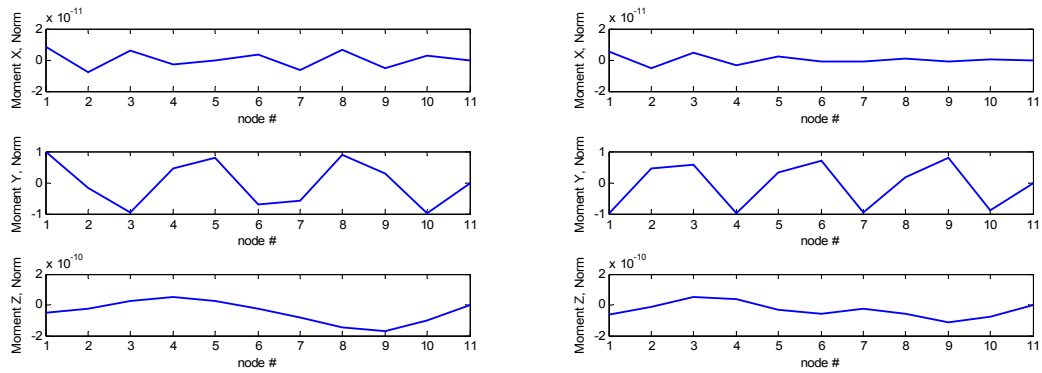 x 10^-11
Moment X, Norm
2
0
-2
1 2 3 4 5 6 7 8 9 10 11
node #
Moment Y, Norm
1
0
-1
1 2 3 4 5 6 7 8 9 10 11
node #
x 10^-10
Moment Z, Norm
2
0
-2
1 2 3 4 5 6 7 8 9 10 11
node #
x 10^-11
Moment X, Norm
2
0
-2
1 2 3 4 5 6 7 8 9 10 11
node #
Moment Y, Norm
1
0
-1
1 2 3 4 5 6 7 8 9 10 11
node #
x 10^-10
Moment Z, Norm
2
0
-2
1 2 3 4 5 6 7 8 9 10 11
node #